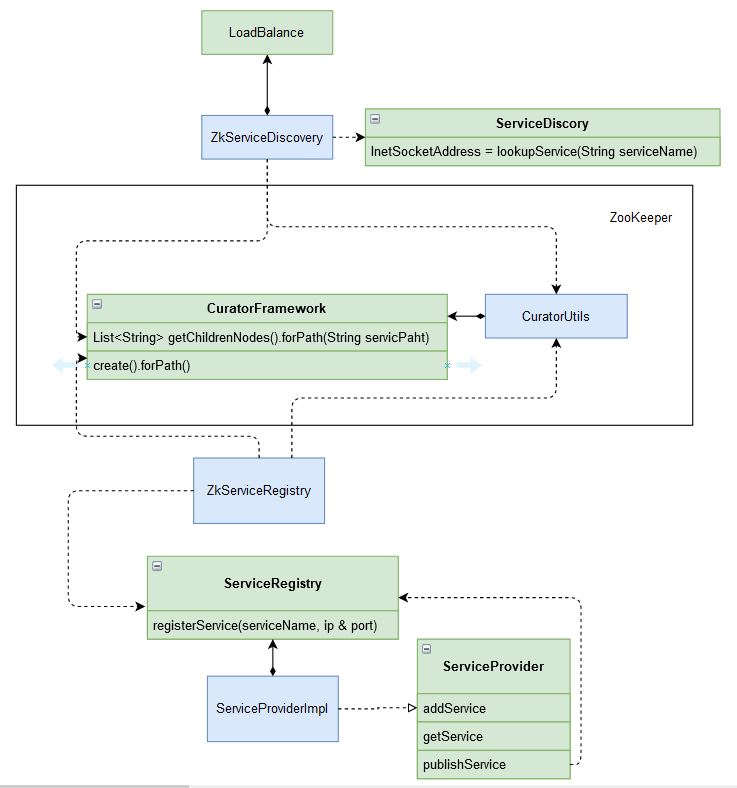 LoadBalance
ZkServiceDiscovery
ServiceDiscory
InetSocketAddress = lookupService(String serviceName)
ZooKeeper
CuratorFramework
List<String> getChildrenNodes().forPath(String servicPaht)
create().forPath()
CuratorUtils
ZkServiceRegistry
ServiceRegistry
registerService(serviceName, ip & port)
ServiceProviderImpl
ServiceProvider
addService
getService
publishService